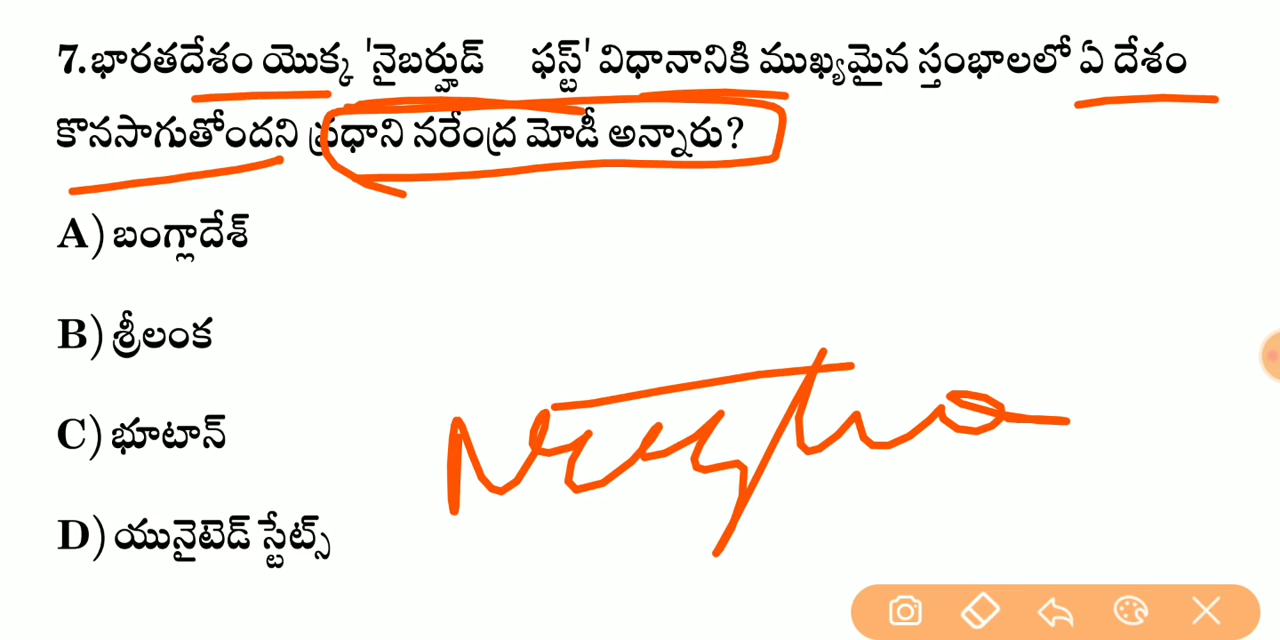 7.భారతదేశం యొక్క 'నైబర్హుడ్ ఫస్ట్' విధానానికి ముఖ్యమైన స్తంభాలలో ఏ దేశం
కొనసాగుతోందని ప్రధాని నరేంద్ర మోడీ అన్నారు?
A) బంగ్లాదేశ్
B) శ్రీలంక
C) భూటాన్
D) యునైటెడ్ స్టేట్స్